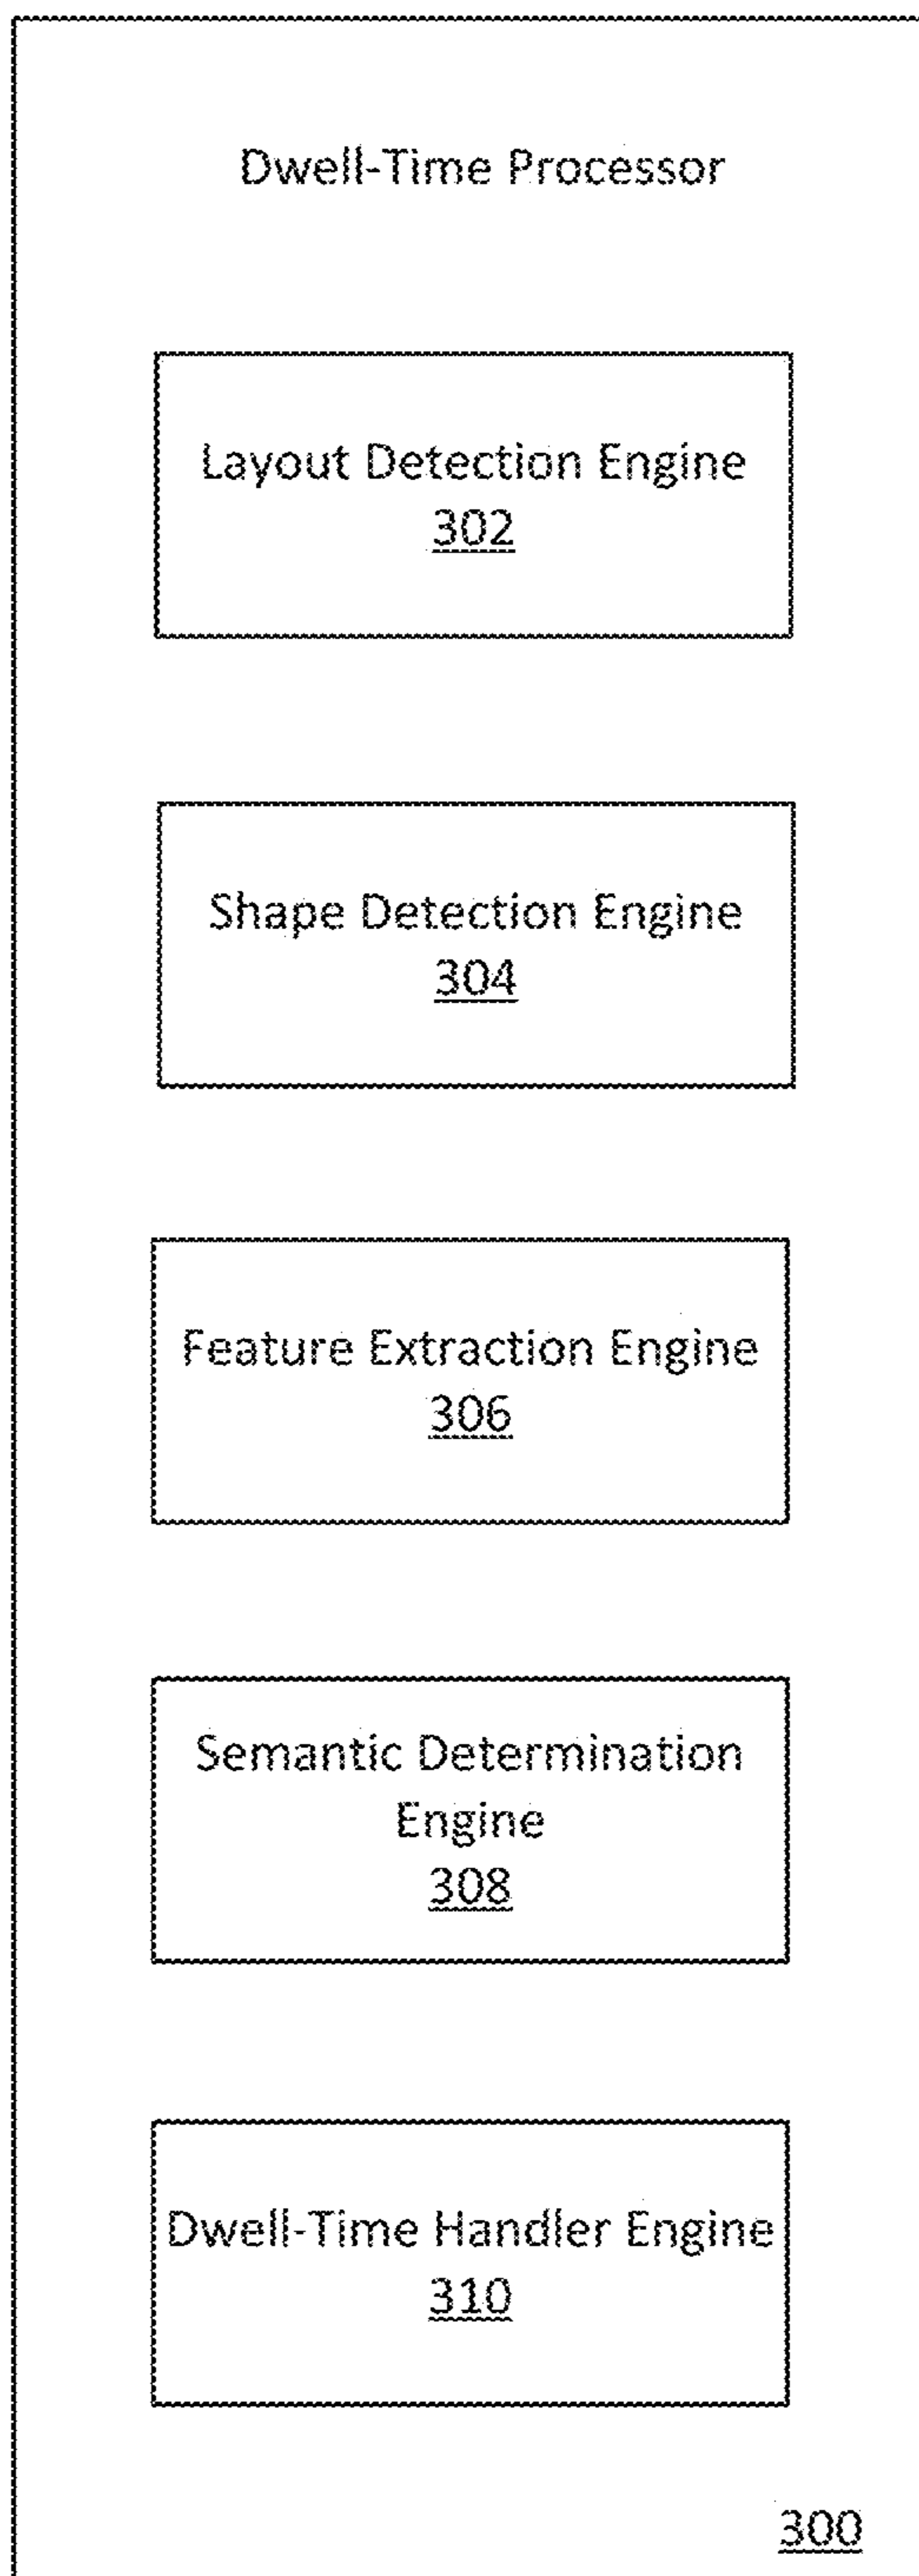 Dwell-Time Processor
Layout Detection Engine
302
Shape Detection Engine
304
Feature Extraction Engine
306
Semantic Determination
Engine
308
Dwell-Time Handler Engine
310
300